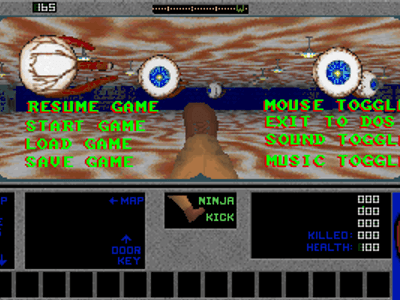 165
W
RESUME GAME
MOUSE TOGGL
START GAME
EXIT TO DOS
LOAD GAME
SOUND TOGGL
SAVE GAME
MUSIC TOGGL
P
←MAP
NINJA
KICK
000
000
000
DOOR
KEY
KILLED: 000
HEALTH: 100